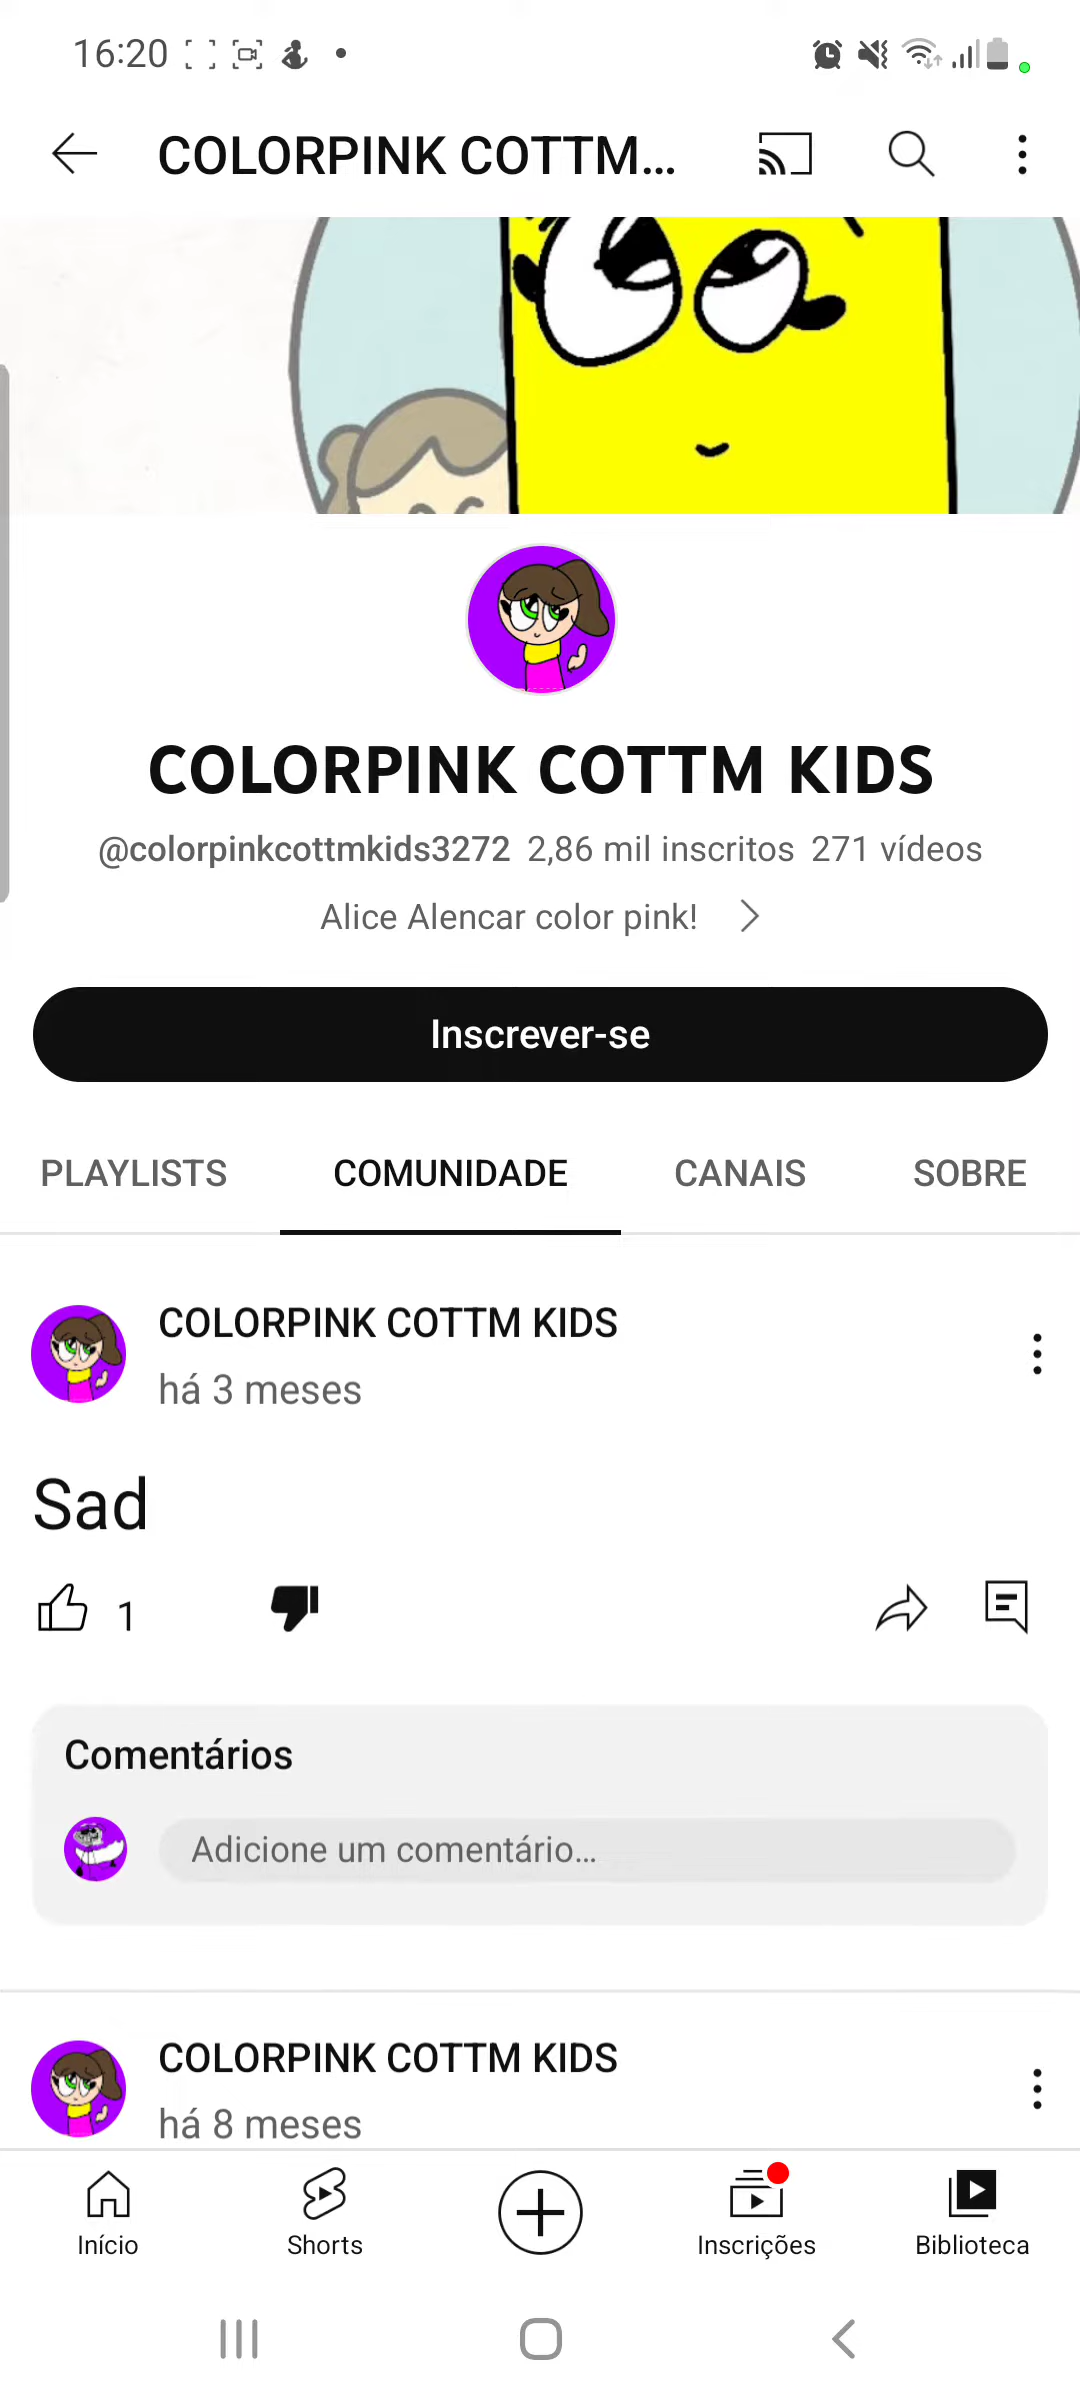 16:20
COLORPINK COTTM...
COLORPINK COTTM KIDS
@colorpinkcottmkids3272 2,86 mil inscritos 271 vídeos
Alice Alencar color pink!
Inscrever-se
PLAYLISTS COMUNIDADE CANAIS SOBRE
COLORPINK COTTM KIDS
há 3 meses
Sad
1
Comentários
Adicione um comentário...
COLORPINK COTTM KIDS
há 8 meses
Início Shorts Inscrições Biblioteca